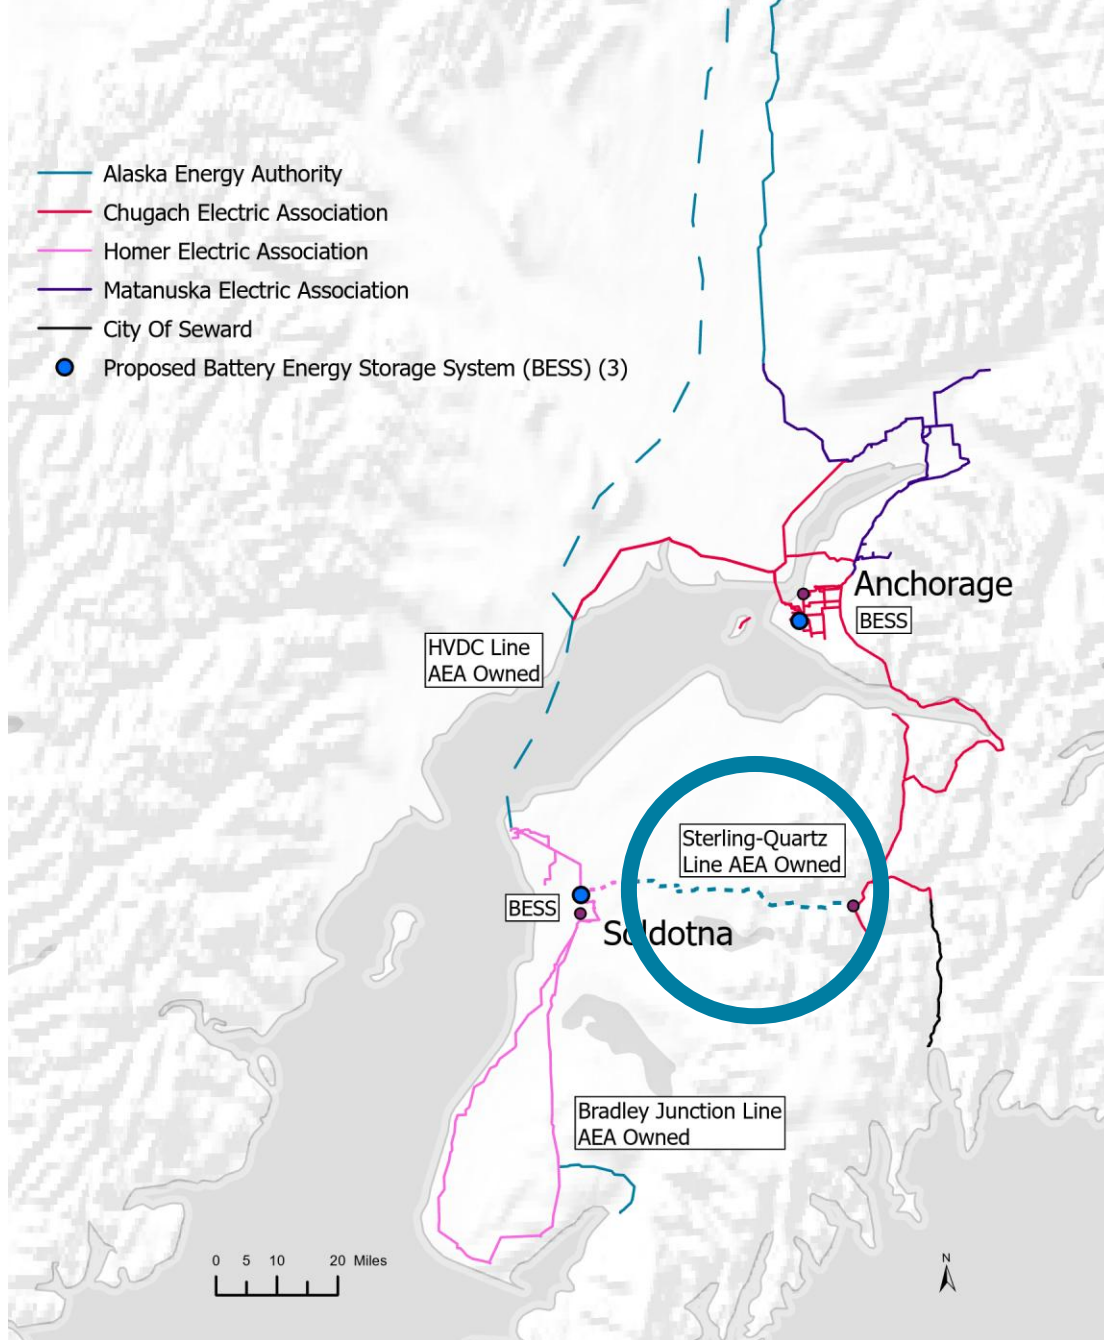 Alaska Energy Authority
Chugach Electric Association
Homer Electric Association
Matanuska Electric Association
City Of Seward
Proposed Battery Energy Storage System (BESS) (3)
Anchorage
BESS
HVDC Line
AEA Owned
Sterling-Quartz
Line AEA Owned
BESS
Soldotna
Bradley Junction Line
AEA Owned
0 5 10 20 Miles
N